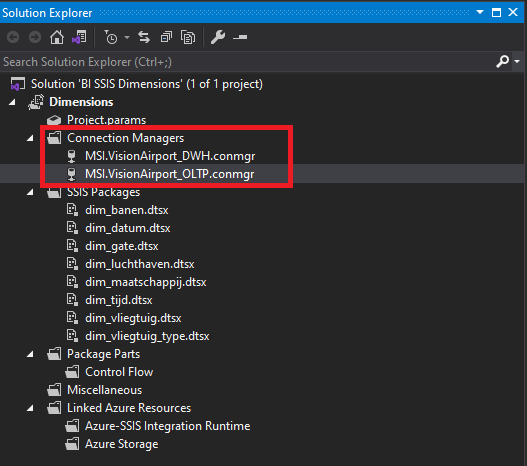 Solution Explorer
Search Solution Explorer (Ctrl+;)
Solution 'BI SSIS Dimensions' (1 of 1 project)
Dimensions
Project.params
Connection Managers
MSI.VisionAirport_DWH.conmgr
MSI.VisionAirport_OLTP.conmgr
SSIS Packages
dim_banen.dtsx
dim_datum.dtsx
dim_gate.dtsx
dim_luchthaven.dtsx
dim_maatschappij.dtsx
dim_tijd.dtsx
dim_vliegtuig.dtsx
dim_vliegtuig_type.dtsx
Package Parts
Control Flow
Miscellaneous
Linked Azure Resources
Azure-SSIS Integration Runtime
Azure Storage